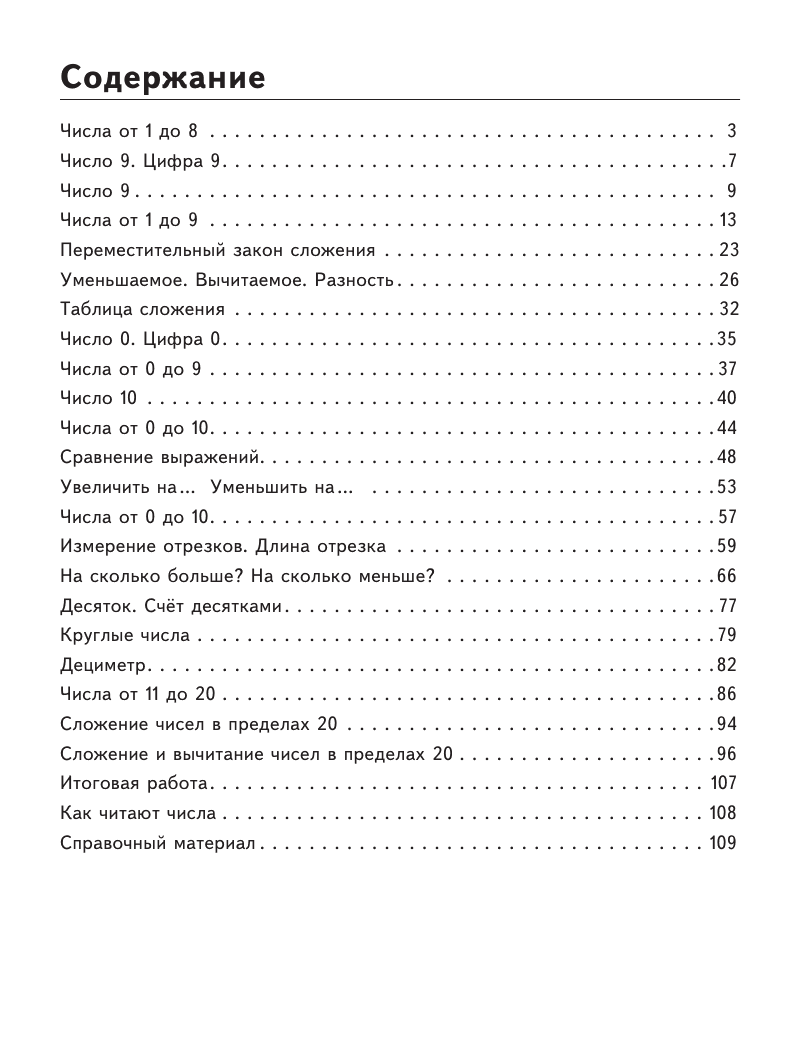 Содержание
Числа от 1 до 8 . . . . . . . . . . . . . . . . . . . . . . . . . . . . . . . . . . . . . . . . . 3
Число 9. Цифра 9. . . . . . . . . . . . . . . . . . . . . . . . . . . . . . . . . . . . . . . . .7
Число 9 . . . . . . . . . . . . . . . . . . . . . . . . . . . . . . . . . . . . . . . . . . . . . . . 9
Числа от 1 до 9 . . . . . . . . . . . . . . . . . . . . . . . . . . . . . . . . . . . . . . . . . 13
Переместительный закон сложения . . . . . . . . . . . . . . . . . . . . . . . . . . . 23
Уменьшаемое. Вычитаемое. Разность. . . . . . . . . . . . . . . . . . . . . . . . . . 26
Таблица сложения . . . . . . . . . . . . . . . . . . . . . . . . . . . . . . . . . . . . . . . 32
Число 0. Цифра 0. . . . . . . . . . . . . . . . . . . . . . . . . . . . . . . . . . . . . . . .35
Числа от 0 до 9 . . . . . . . . . . . . . . . . . . . . . . . . . . . . . . . . . . . . . . . . .37
Число 10 . . . . . . . . . . . . . . . . . . . . . . . . . . . . . . . . . . . . . . . . . . . . . .40
Числа от 0 до 10. . . . . . . . . . . . . . . . . . . . . . . . . . . . . . . . . . . . . . . . .44
Сравнение выражений. . . . . . . . . . . . . . . . . . . . . . . . . . . . . . . . . . . . .48
Увеличить на... Уменьшить на... . . . . . . . . . . . . . . . . . . . . . . . . . . . . .53
Числа от 0 до 10. . . . . . . . . . . . . . . . . . . . . . . . . . . . . . . . . . . . . . . . .57
Измерение отрезков. Длина отрезка . . . . . . . . . . . . . . . . . . . . . . . . . .59
На сколько больше? На сколько меньше? . . . . . . . . . . . . . . . . . . . . . .66
Десяток. Счёт десятками. . . . . . . . . . . . . . . . . . . . . . . . . . . . . . . . . . . 77
Круглые числа . . . . . . . . . . . . . . . . . . . . . . . . . . . . . . . . . . . . . . . . . .79
Дециметр. . . . . . . . . . . . . . . . . . . . . . . . . . . . . . . . . . . . . . . . . . . . . .82
Числа от 11 до 20 . . . . . . . . . . . . . . . . . . . . . . . . . . . . . . . . . . . . . . . .86
Сложение чисел в пределах 20 . . . . . . . . . . . . . . . . . . . . . . . . . . . . . .94
Сложение и вычитание чисел в пределах 20 . . . . . . . . . . . . . . . . . . . . .96
Итоговая работа. . . . . . . . . . . . . . . . . . . . . . . . . . . . . . . . . . . . . . . . 107
Как читают числа . . . . . . . . . . . . . . . . . . . . . . . . . . . . . . . . . . . . . . . 108
Справочный материал . . . . . . . . . . . . . . . . . . . . . . . . . . . . . . . . . . . . 109